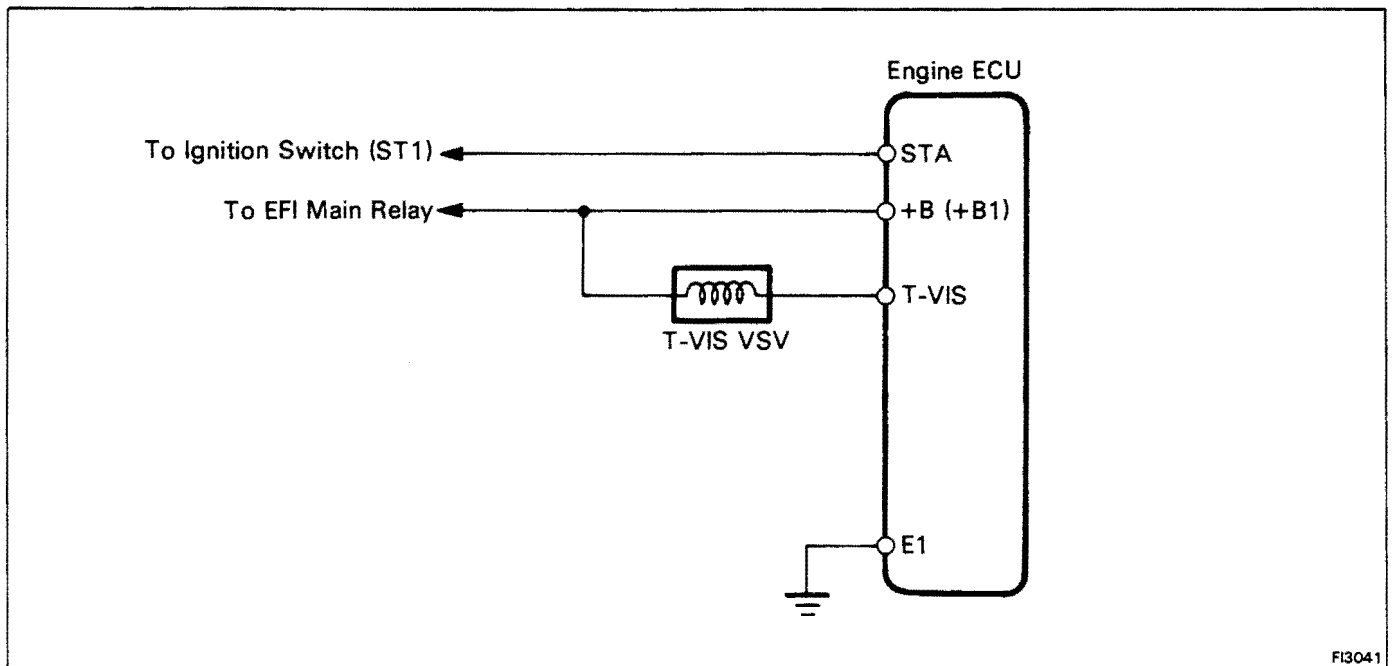 Engine ECU
To Ignition Switch (ST1)
STA
To EFI Main Relay
+B (+B1)
T-VIS
T-VIS VSV
E1
FI3041